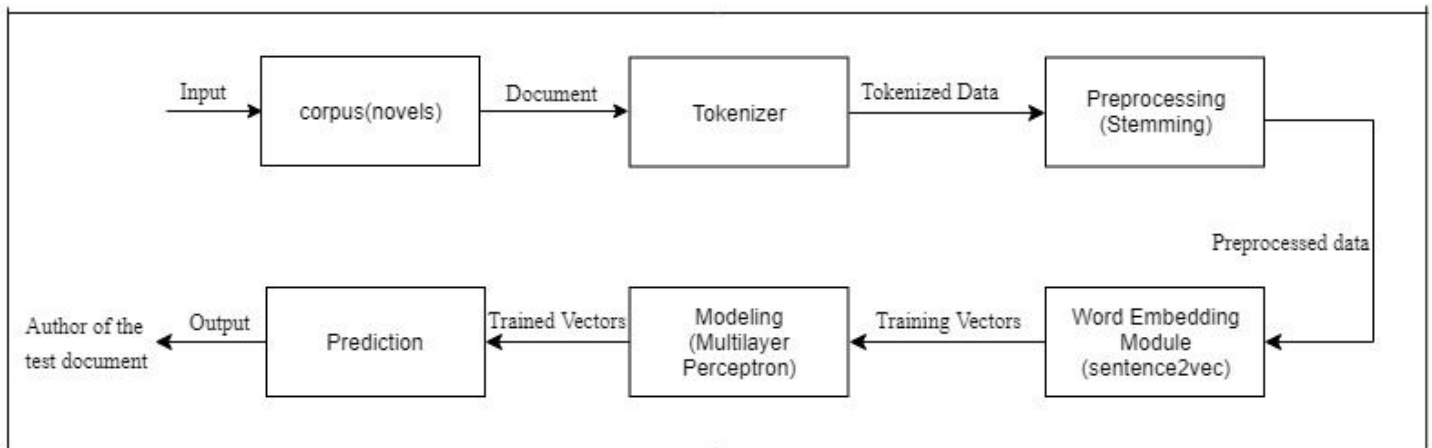 Input
corpus(novels)
Document
Tokenizer
Tokenized Data
Preprocessing
(Stemming)
Preprocessed data
Word Embedding
Module
(sentence2vec)
Training Vectors
Modeling
(Multilayer
Perceptron)
Trained Vectors
Prediction
Output
Author of the
test document